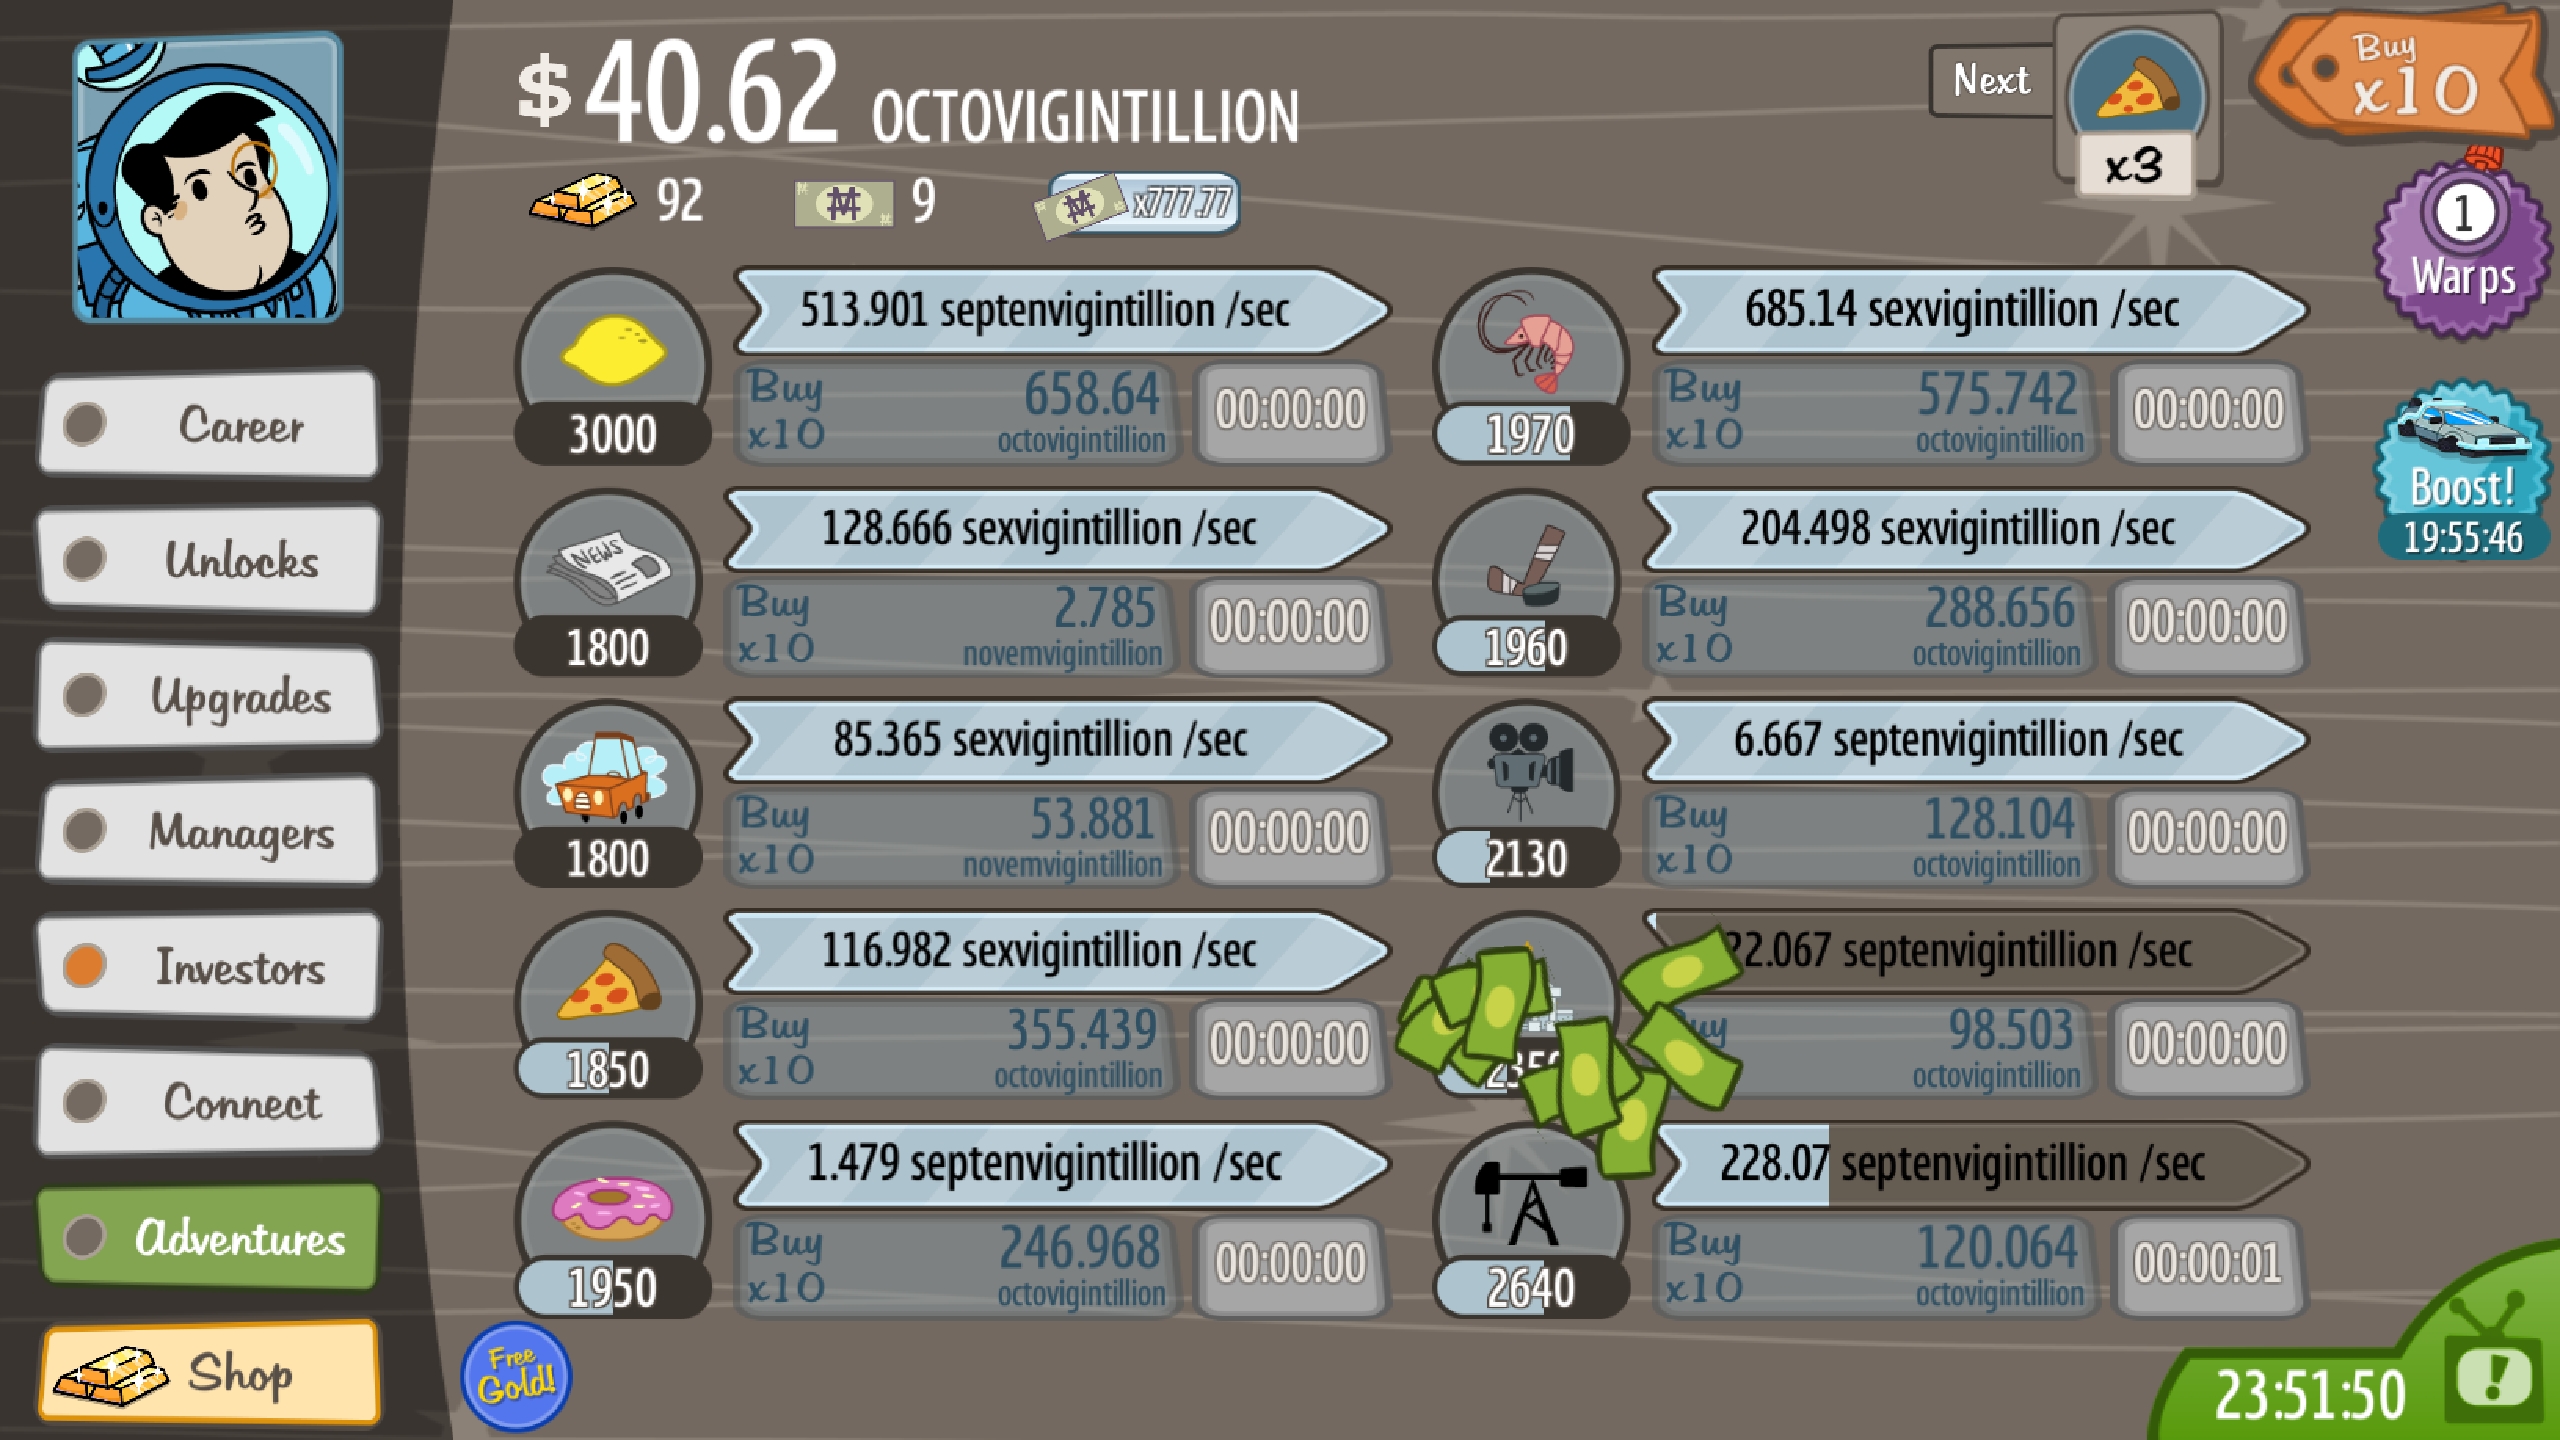 $40.62 OCTOVIGINTILLION
92
9
x777.77
Next
x3
Buy
x10
1
Warps
Boost!
19:55:46
Career
Unlocks
Upgrades
Managers
Investors
Connect
Adventures
Shop
513.901 septenvigintillion /sec
3000
Buy
x10
658.64
octovigintillion
00:00:00
NEWS
128.666 sexvigintillion /sec
1800
Buy
x10
2.785
novemvigintillion
00:00:00
85.365 sexvigintillion /sec
1800
Buy
x10
53.881
novemvigintillion
00:00:00
116.982 sexvigintillion /sec
1850
Buy
x10
355.439
octovigintillion
00:00:00
1.479 septenvigintillion /sec
1950
Buy
x10
246.968
octovigintillion
00:00:00
685.14 sexvigintillion /sec
1970
Buy
x10
575.742
octovigintillion
00:00:00
204.498 sexvigintillion /sec
1960
Buy
x10
288.656
octovigintillion
00:00:00
6.667 septenvigintillion /sec
2130
Buy
x10
128.104
octovigintillion
00:00:00
septenvigintillion /sec
98.503
octovigintillion
00:00:00
228.07 septenvigintillion /sec
2640
Buy
x10
120.064
octovigintillion
00:00:01
Free
Gold!
23:51:50
!